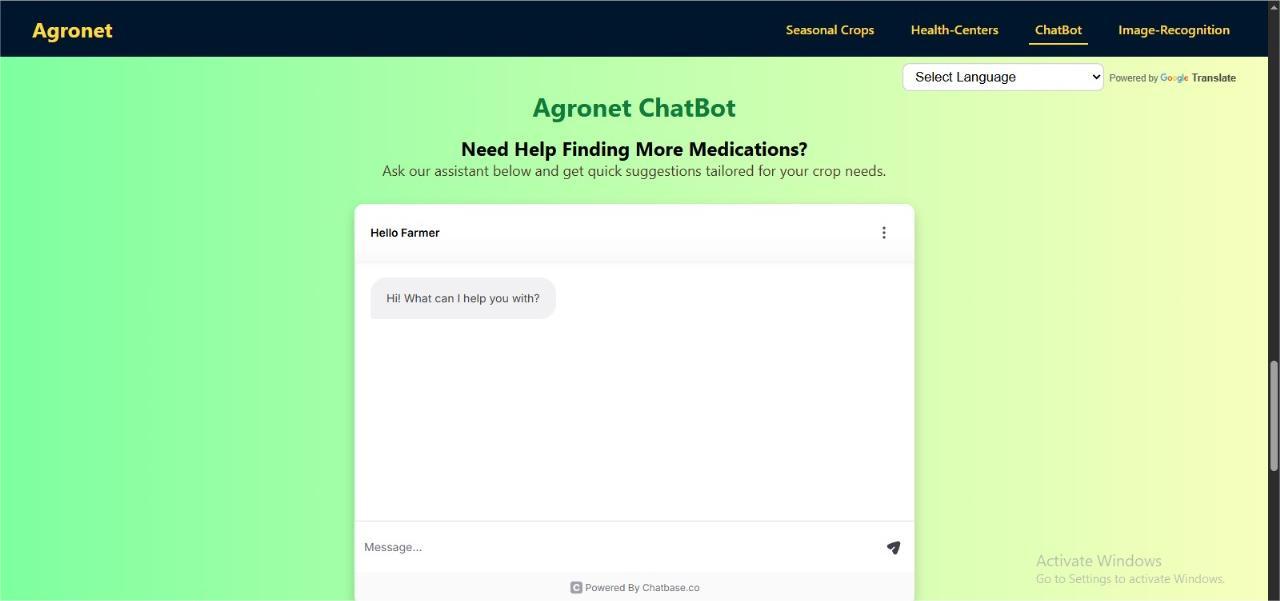 Agronet
Seasonal Crops Health-Centers ChatBot Image-Recognition
Select Language Powered by Google Translate
Agronet ChatBot
Need Help Finding More Medications?
Ask our assistant below and get quick suggestions tailored for your crop needs.
Hello Farmer
Hi! What can I help you with?
Message...
Powered By Chatbase.co
Activate Windows
Go to Settings to activate Windows.